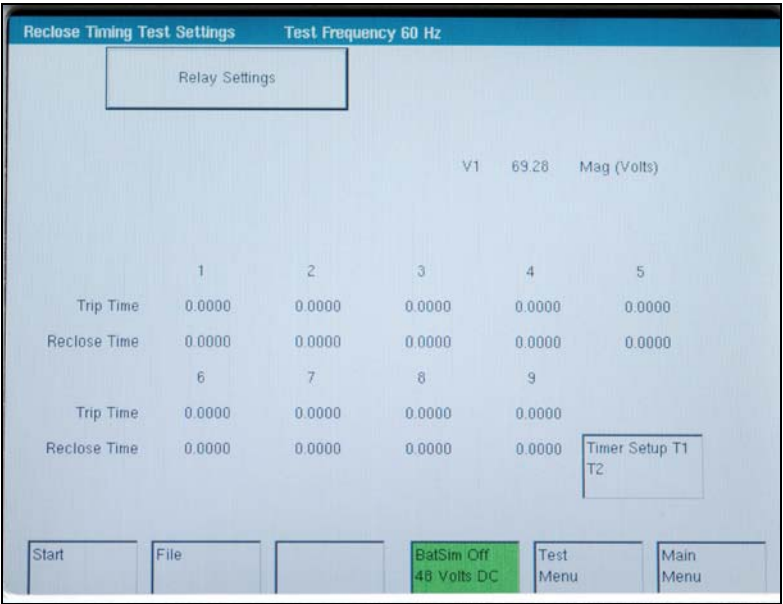 Reclose Timing Test Settings Test Frequency 60 Hz
Relay Settings
V1 69.28 Mag (Volts)
1 2 3 4 5
Trip Time 0.0000 0.0000 0.0000 0.0000 0.0000
Reclose Time 0.0000 0.0000 0.0000 0.0000 0.0000
6 7 8 9
Trip Time 0.0000 0.0000 0.0000 0.0000
Reclose Time 0.0000 0.0000 0.0000 0.0000
Timer Setup T1
T2
Start
File
BatSim Off
48 Volts DC
Test
Menu
Main
Menu